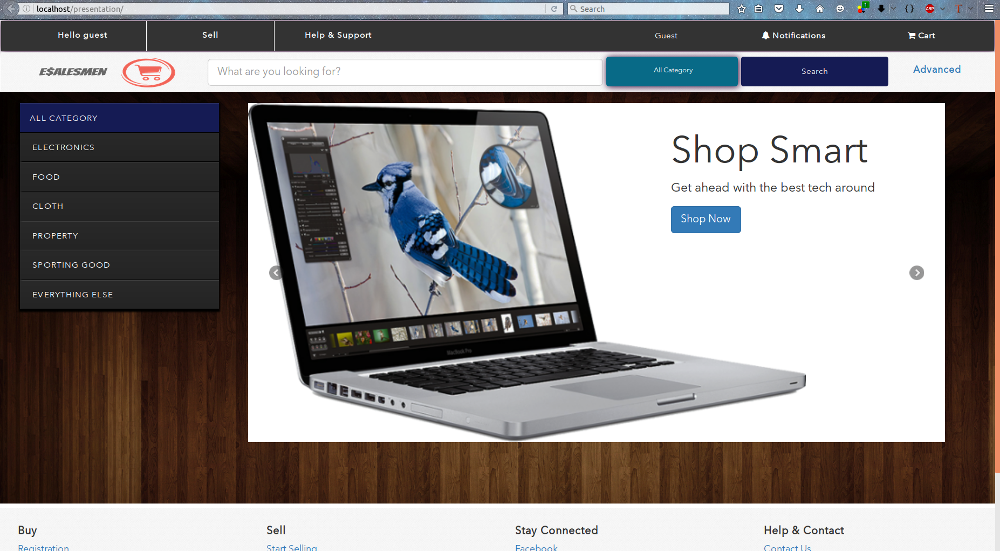 localhost/presentation/
Search
Hello guest
Sell
Help & Support
Guest
Notifications
Cart
E$ALESMEN
What are you looking for?
All Category
Search
Advanced
ALL CATEGORY
ELECTRONICS
FOOD
CLOTH
PROPERTY
SPORTING GOOD
EVERYTHING ELSE
Shop Smart
Get ahead with the best tech around
Shop Now
MacBook Pro
Buy
Sell
Stay Connected
Help & Contact
Registration
Start Selling
Facebook
Contact Us